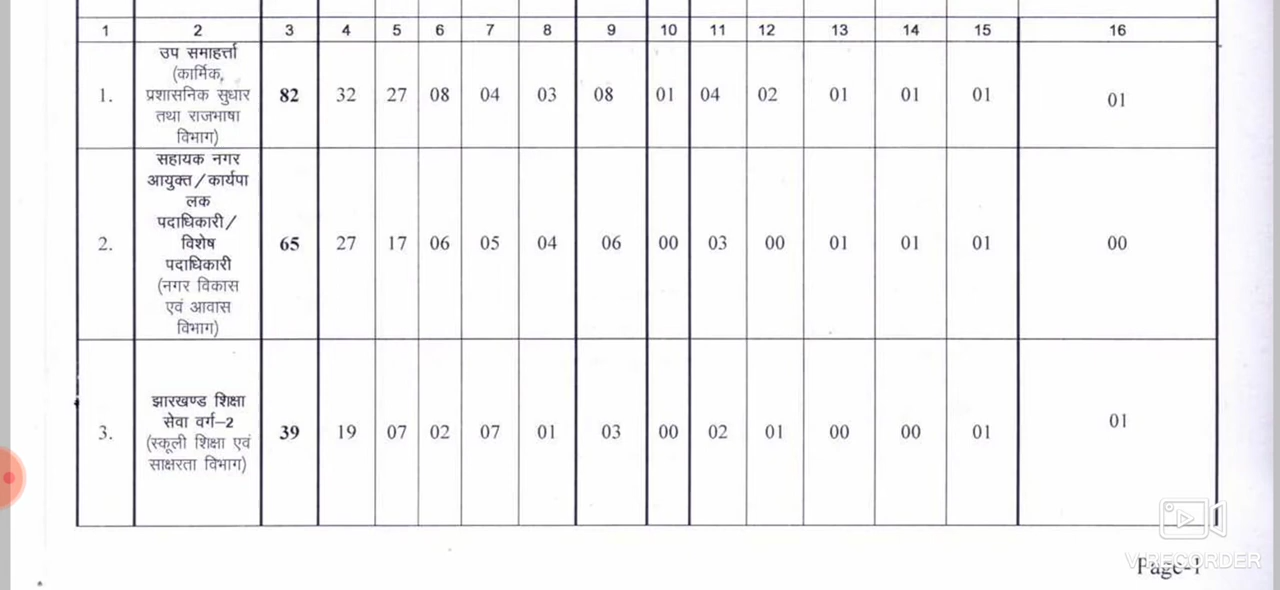 1 2 3 4 5 6 7 8 9 10 11 12 13 14 15 16
1. उप समाहर्त्ता
(कार्मिक,
प्रशासनिक सुधार
तथा राजभाषा
विभाग) 82 32 27 08 04 03 08 01 04 02 01 01 01 01
2. सहायक नगर
आयुक्त/कार्यपा
लक
पदाधिकारी/
विशेष
पदाधिकारी
(नगर विकास
एवं आवास
विभाग) 65 27 17 06 05 04 06 00 03 00 01 01 01 00
3. झारखण्ड शिक्षा
सेवा वर्ग-2
(स्कूली शिक्षा एवं
साक्षरता विभाग) 39 19 07 02 07 01 03 00 02 01 00 00 01 01
V RECORDER
Page-1